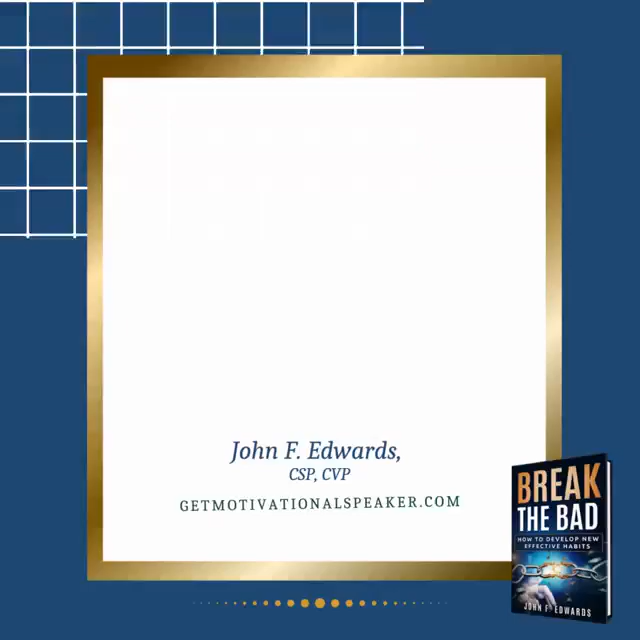 John F. Edwards,
CSP, CVP
GETMOTIVATIONALSPEAKER.COM
BREAK
THE BAD
HOW TO DEVELOP NEW
EFFECTIVE HABITS
JOHN F. EDWARDS